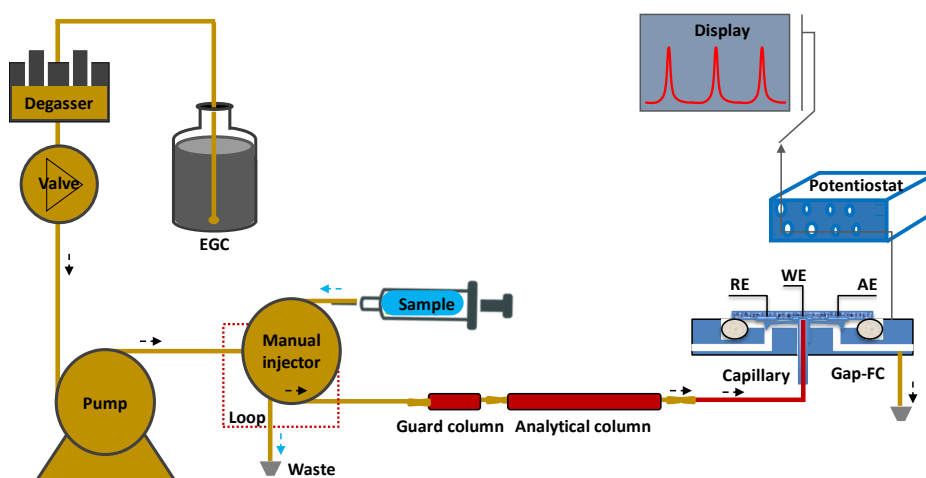 Display
Degasser
Valve
Potentiostat
EGC
WE
RE
AE
Sample
Manual
injector
Pump
Loop
Capillary
Gap-FC
Guard column
Analytical column
Waste